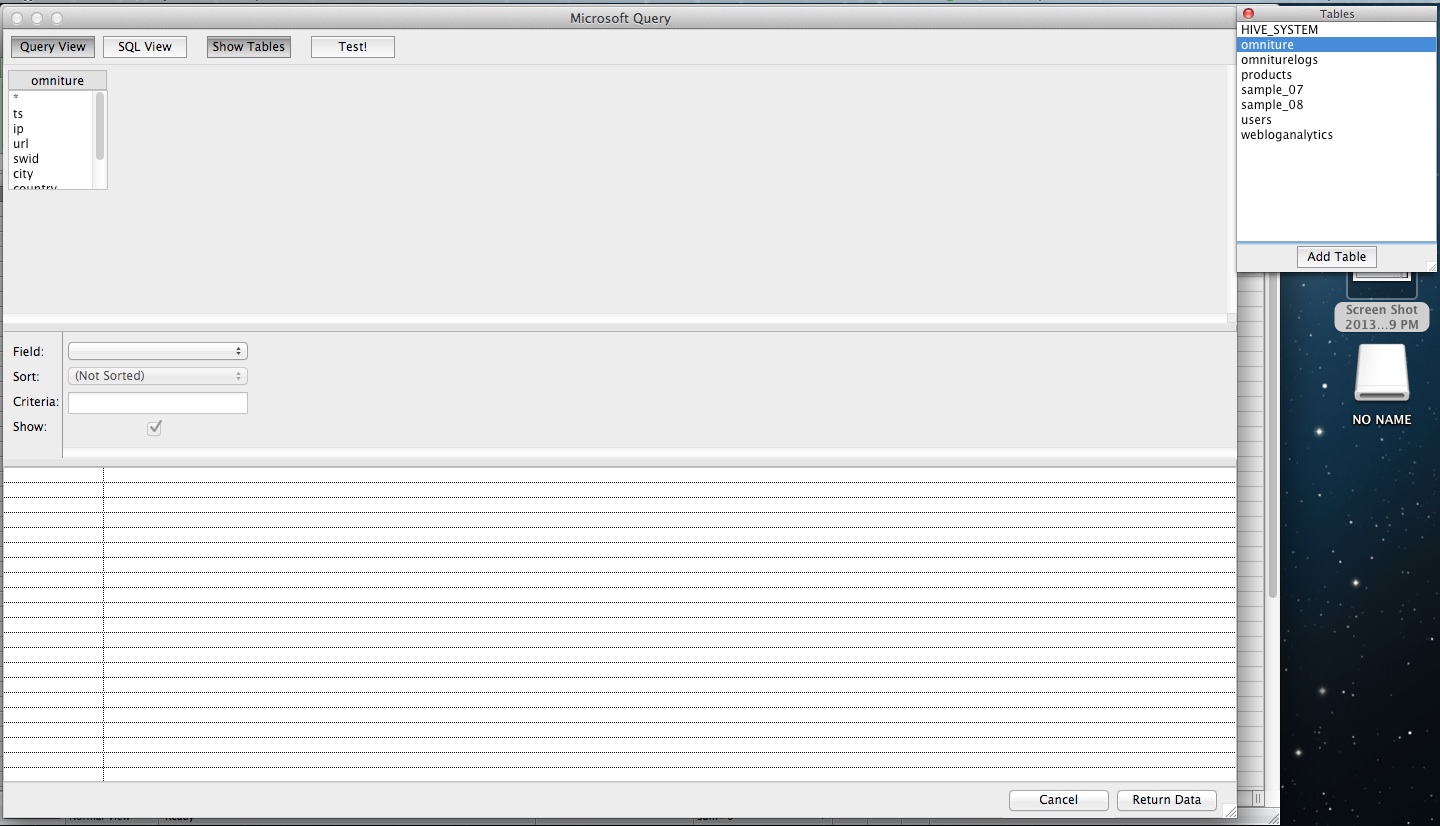 Microsoft Query
Query View
SQL View
Show Tables
Test!
omniture
*
ts
ip
url
swid
city
country
Field:
Sort:
(Not Sorted)
Criteria:
Show:
Cancel
Return Data
Tables
HIVE_SYSTEM
omniture
omniturelogs
products
sample_07
sample_08
users
webloganalytics
Add Table
Screen Shot
2013...9 PM
NO NAME
Normal View
Ready